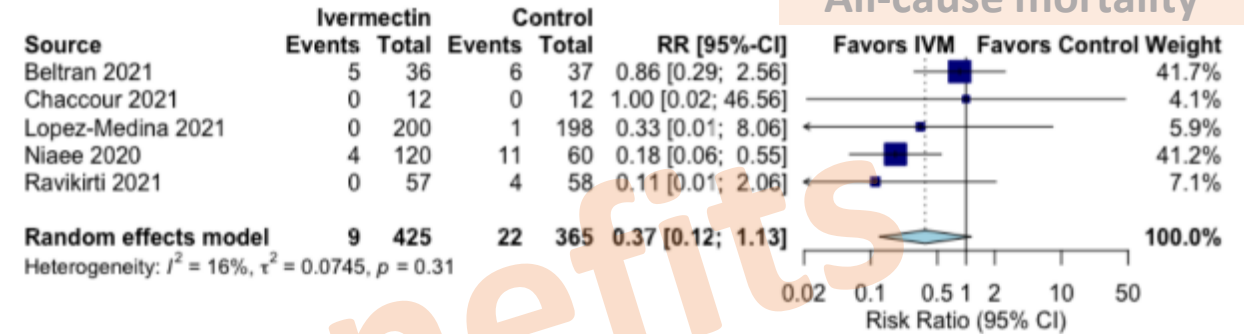 All-cause mortality
Ivermectin Control
Source Events Total Events Total RR [95%-CI] Favors IVM Favors Control Weight
Beltran 2021 5 36 6 37 0.86 [0.29; 2.56] 41.7%
Chaccour 2021 0 12 0 12 1.00 [0.02; 46.56] 4.1%
Lopez-Medina 2021 0 200 1 198 0.33 [0.01; 8.06] 5.9%
Niaee 2020 4 120 11 60 0.18 [0.06; 0.55] 41.2%
Ravikirti 2021 0 57 4 58 0.11 [0.01; 2.06] 7.1%
Random effects model 9 425 22 365 0.37 [0.12; 1.13] 100.0%
Heterogeneity: I² = 16%, τ² = 0.0745, p = 0.31
0.02 0.1 0.5 1 2 10 50
Risk Ratio (95% CI)